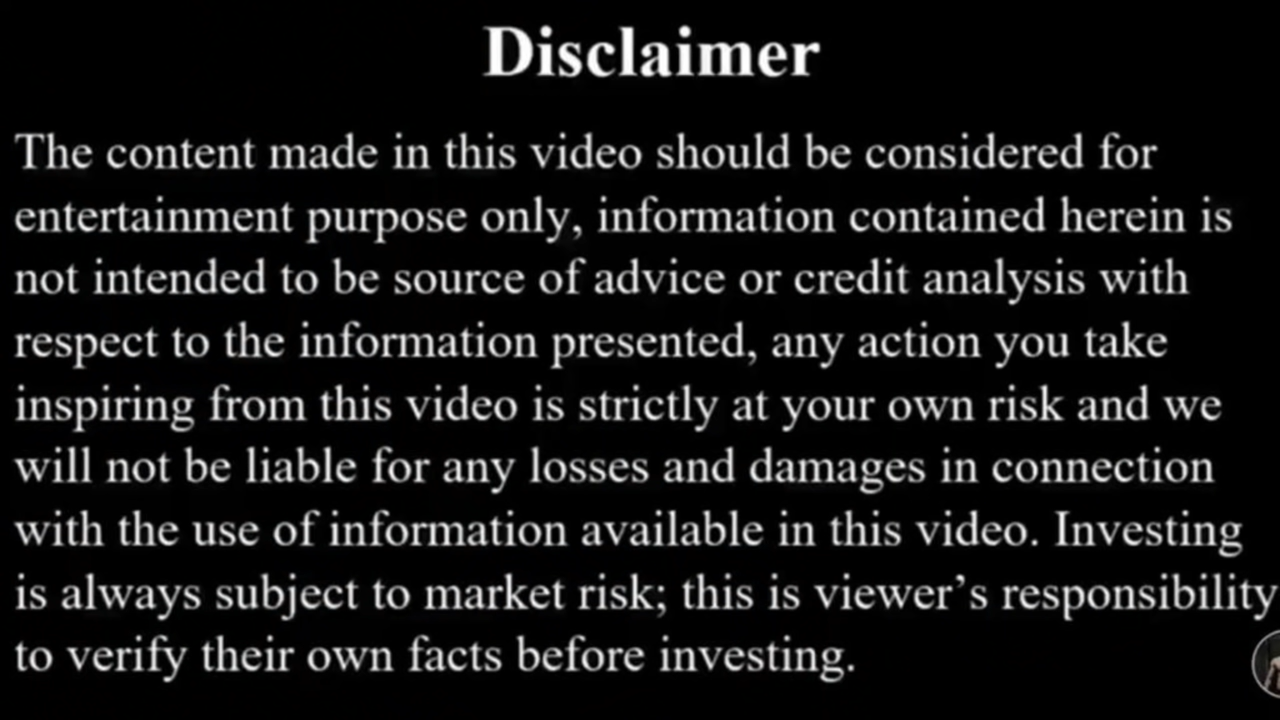 Disclaimer
The content made in this video should be considered for
entertainment purpose only, information contained herein is
not intended to be source of advice or credit analysis with
respect to the information presented, any action you take
inspiring from this video is strictly at your own risk and we
will not be liable for any losses and damages in connection
with the use of information available in this video. Investing
is always subject to market risk; this is viewer’s responsibility
to verify their own facts before investing.